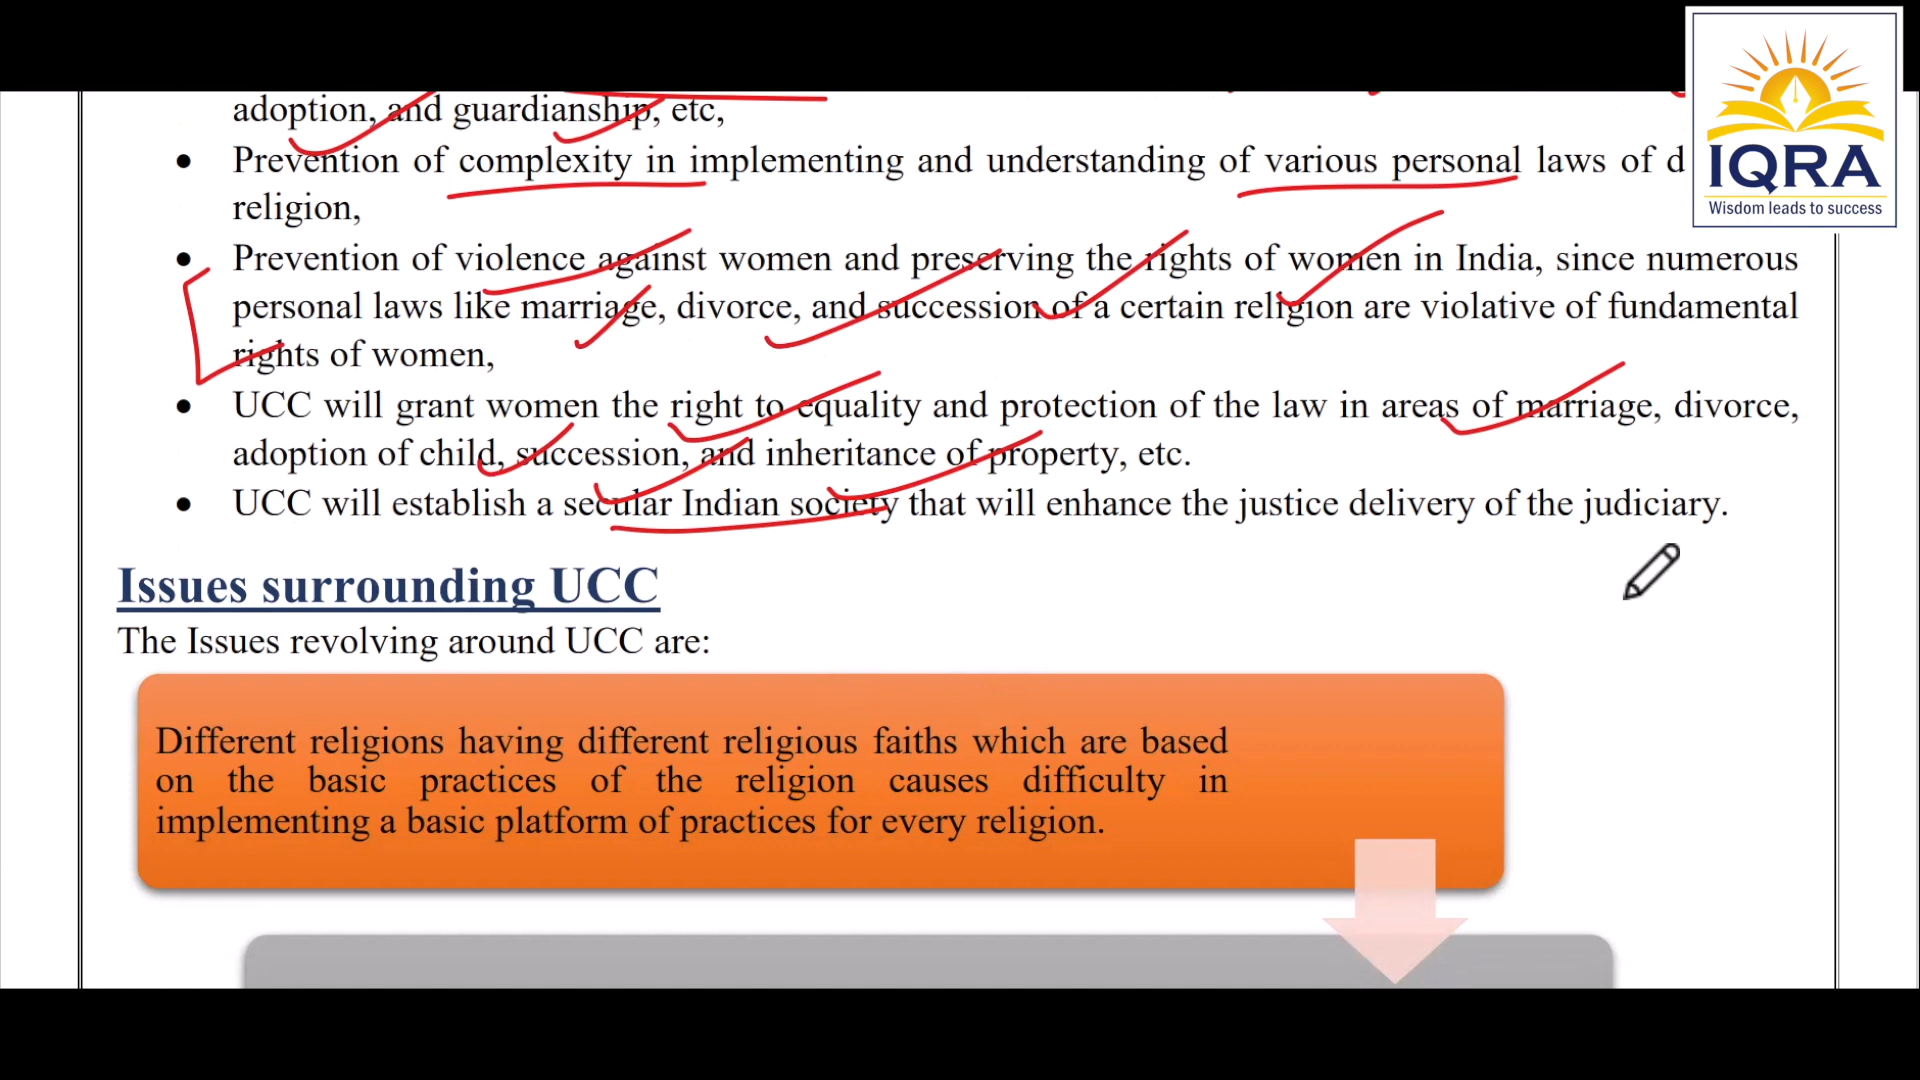 adoption, and guardianship, etc,
• Prevention of complexity in implementing and understanding of various personal laws of d
religion,
• Prevention of violence against women and preserving the rights of women in India, since numerous
personal laws like marriage, divorce, and succession of a certain religion are violative of fundamental
rights of women,
• UCC will grant women the right to equality and protection of the law in areas of marriage, divorce,
adoption of child, succession, and inheritance of property, etc.
• UCC will establish a secular Indian society that will enhance the justice delivery of the judiciary.
Issues surrounding UCC
The Issues revolving around UCC are:
Different religions having different religious faiths which are based
on the basic practices of the religion causes difficulty in
implementing a basic platform of practices for every religion.
IQRA
Wisdom leads to success